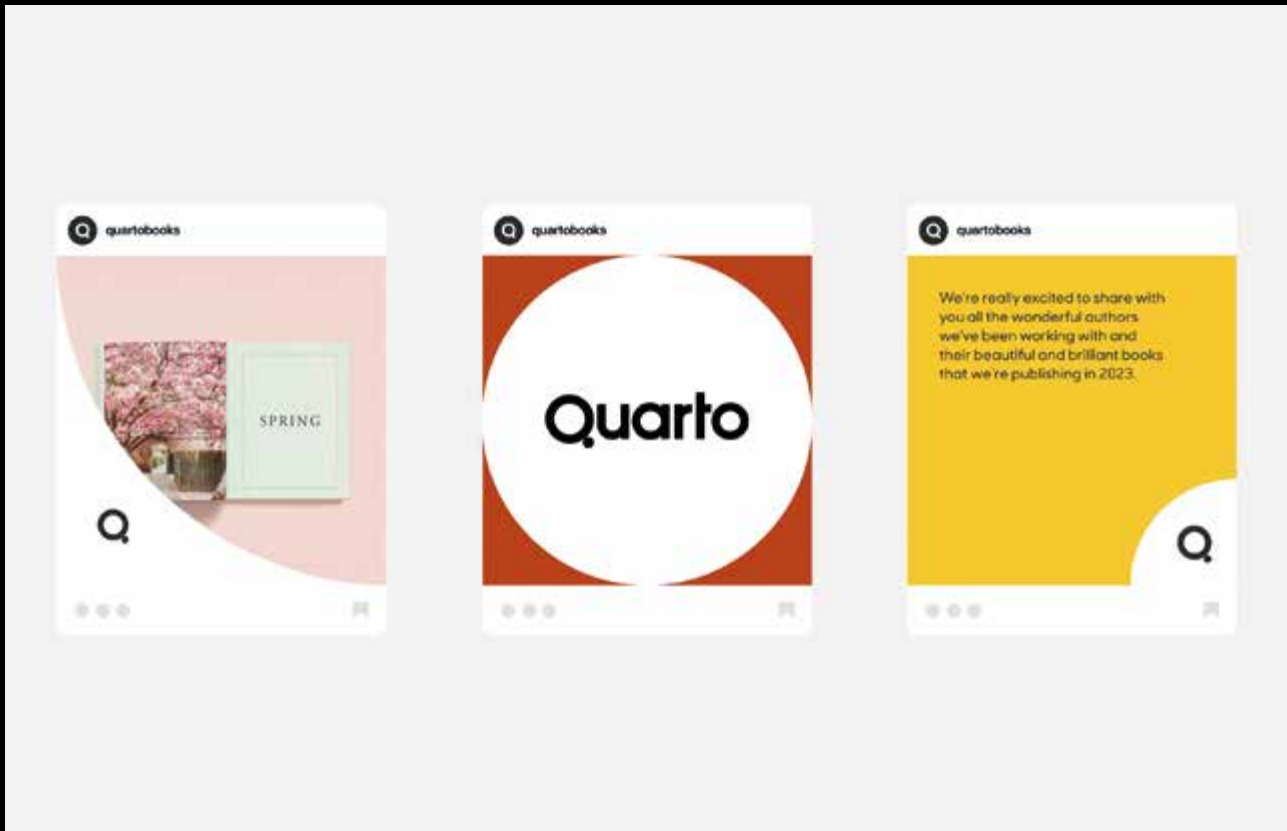 quartobooks
SPRING
Q
quartobooks
Quarto
quartobooks
We're really excited to share with
you all the wonderful authors
we've been working with and
their beautiful and brilliant books
that we're publishing in 2023.
Q